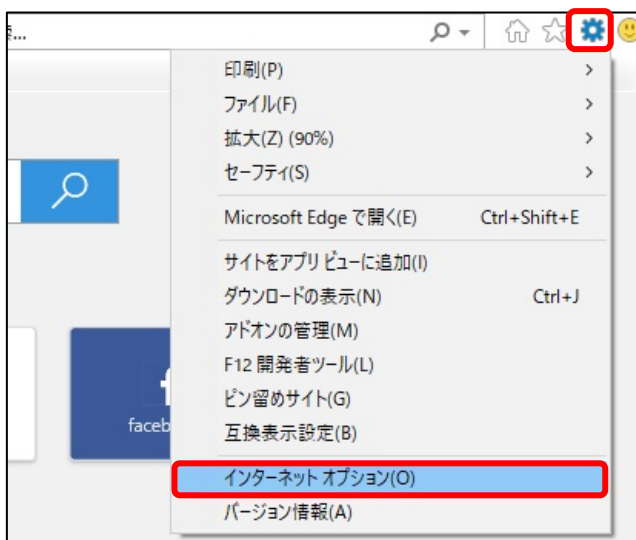 ...
印刷(P)
ファイル(F)
拡大(Z) (90%)
セーフティ(S)
Microsoft Edge で開く(E) Ctrl+Shift+E
サイトをアプリ ビューに追加(I)
ダウンロードの表示(N) Ctrl+J
アドオンの管理(M)
F12 開発者ツール(L)
ピン留めサイト(G)
互換表示設定(B)
インターネット オプション(O)
バージョン情報(A)
faceb